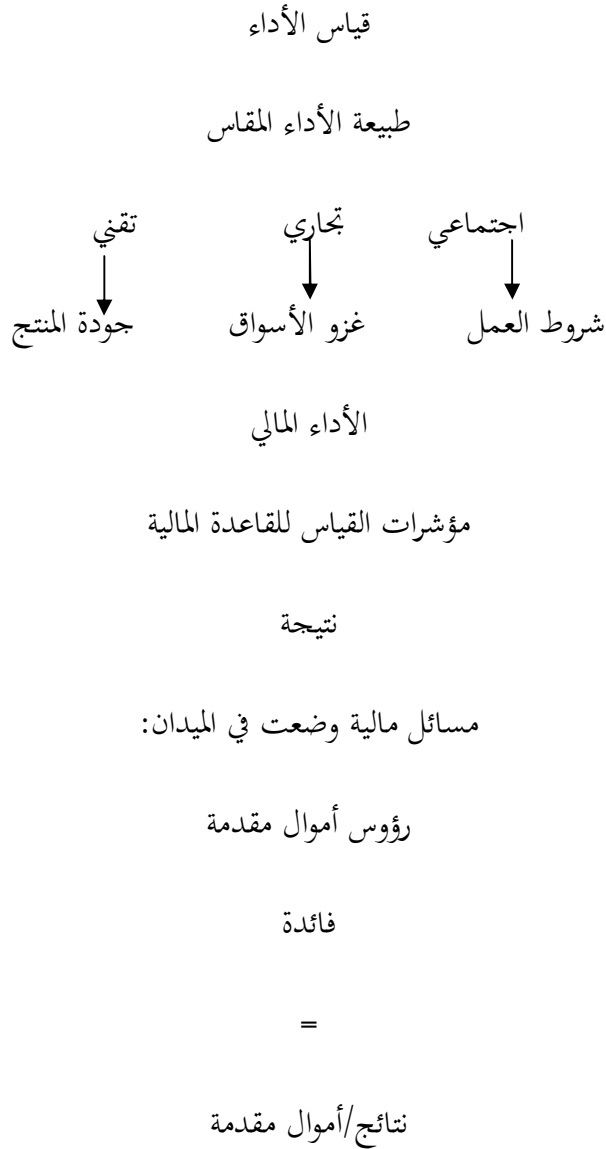 قياس الأداء
طبيعة الأداء المقاس
اجتماعي تجاري تقني
شروط العمل غزو الأسواق جودة المنتج
الأداء المالي
مؤشرات القياس للقاعدة المالية
نتيجة
مسائل مالية وضعت في الميدان:
رؤوس أموال مقدمة
فائدة
=
نتائج/أموال مقدمة